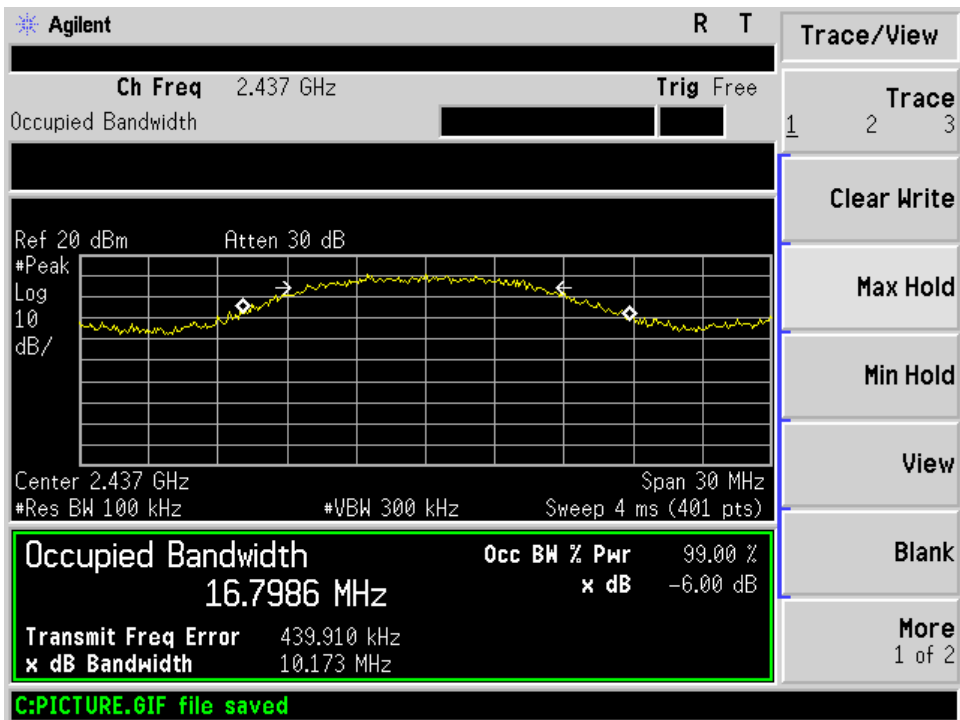 Agilent R T
Trace/View
Ch Freq 2.437 GHz Trig Free
Occupied Bandwidth
Trace
1 2 3
Clear Write
Max Hold
Min Hold
View
Blank
More
1 of 2
Ref 20 dBm Atten 30 dB
#Peak
Log
10
dB/
Center 2.437 GHz Span 30 MHz
#Res BW 100 kHz #VBW 300 kHz Sweep 4 ms (401 pts)
Occupied Bandwidth
16.7986 MHz
Occ BW % Pwr 99.00 %
x dB -6.00 dB
Transmit Freq Error 439.910 kHz
x dB Bandwidth 10.173 MHz
C:PICTURE.GIF file saved